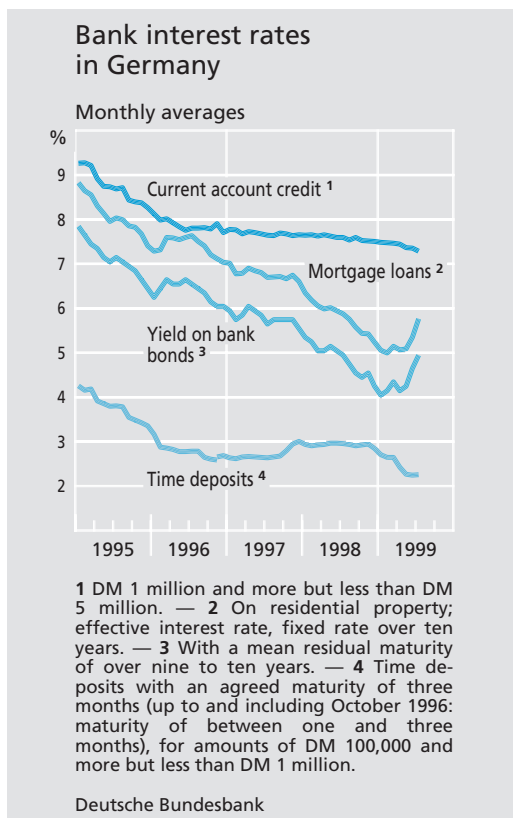 Bank interest rates
in Germany
Monthly averages
%
9
Current account credit 1
8
7
Mortgage loans 2
6
Yield on bank
bonds 3
5
4
3
Time deposits 4
2
1995 1996 1997 1998 1999
1 DM 1 million and more but less than DM
5 million. — 2 On residential property;
effective interest rate, fixed rate over ten
years. — 3 With a mean residual maturity
of over nine to ten years. — 4 Time de-
posits with an agreed maturity of three
months (up to and including October 1996:
maturity of between one and three
months), for amounts of DM 100,000 and
more but less than DM 1 million.
Deutsche Bundesbank